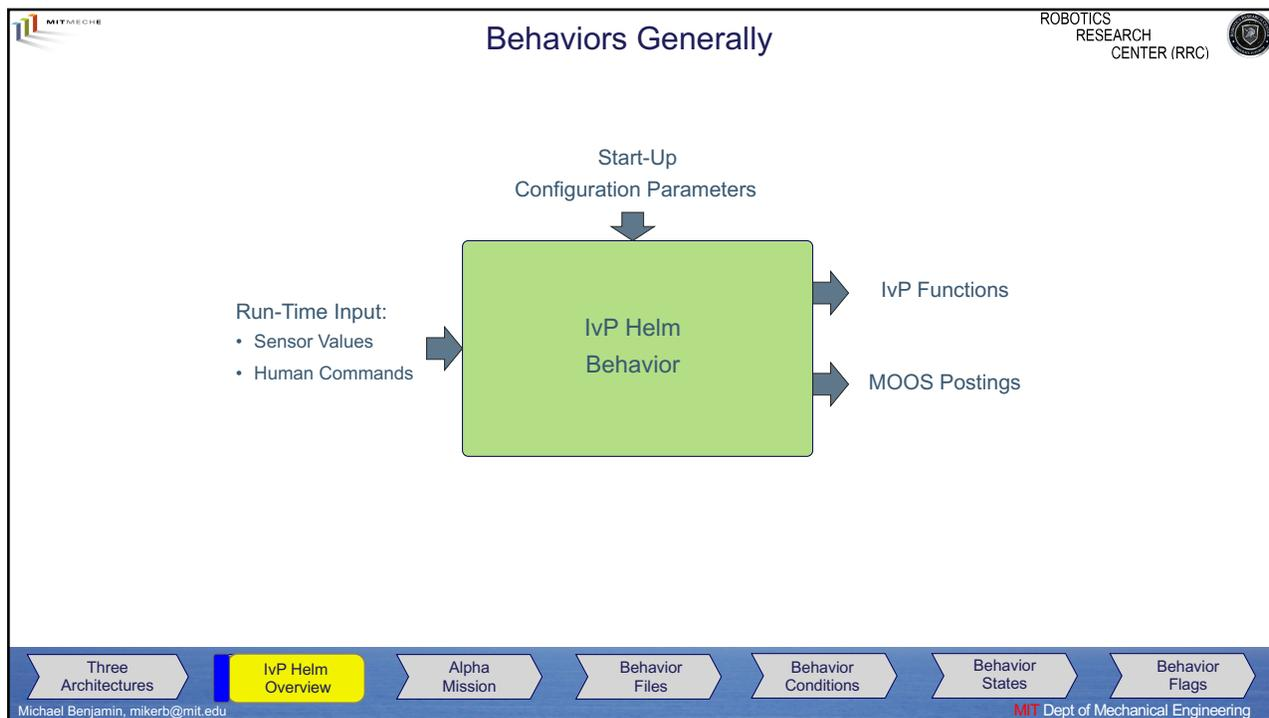 MITMECHE
Behaviors Generally
ROBOTICS
RESEARCH
CENTER (RRC)
Start-Up
Configuration Parameters
Run-Time Input:
• Sensor Values
• Human Commands
IvP Helm
Behavior
IvP Functions
MOOS Postings
Three
Architectures
IvP Helm
Overview
Alpha
Mission
Behavior
Files
Behavior
Conditions
Behavior
States
Behavior
Flags
Michael Benjamin, mikerb@mit.edu
MIT Dept of Mechanical Engineering